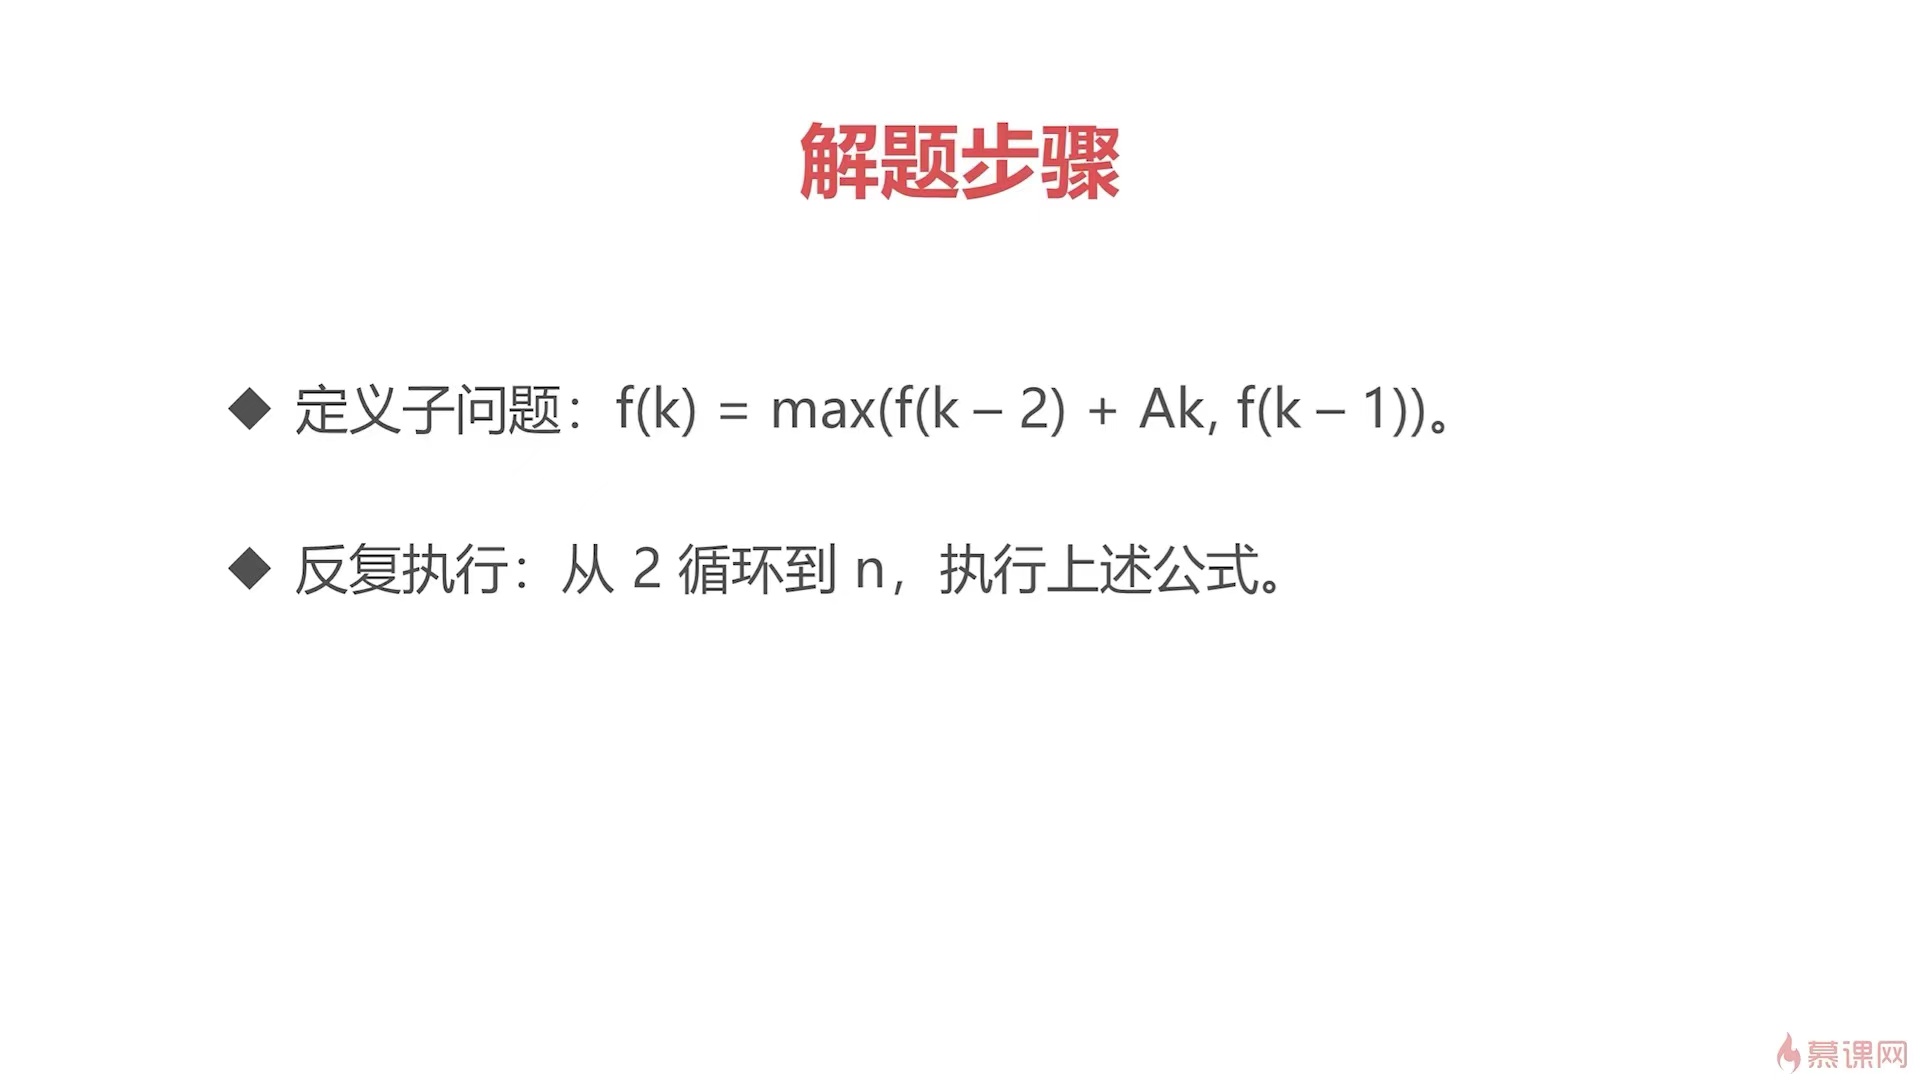 解题步骤
◆ 定义子问题：f(k) = max(f(k – 2) + Ak, f(k – 1))。
◆ 反复执行：从 2 循环到 n，执行上述公式。
慕课网